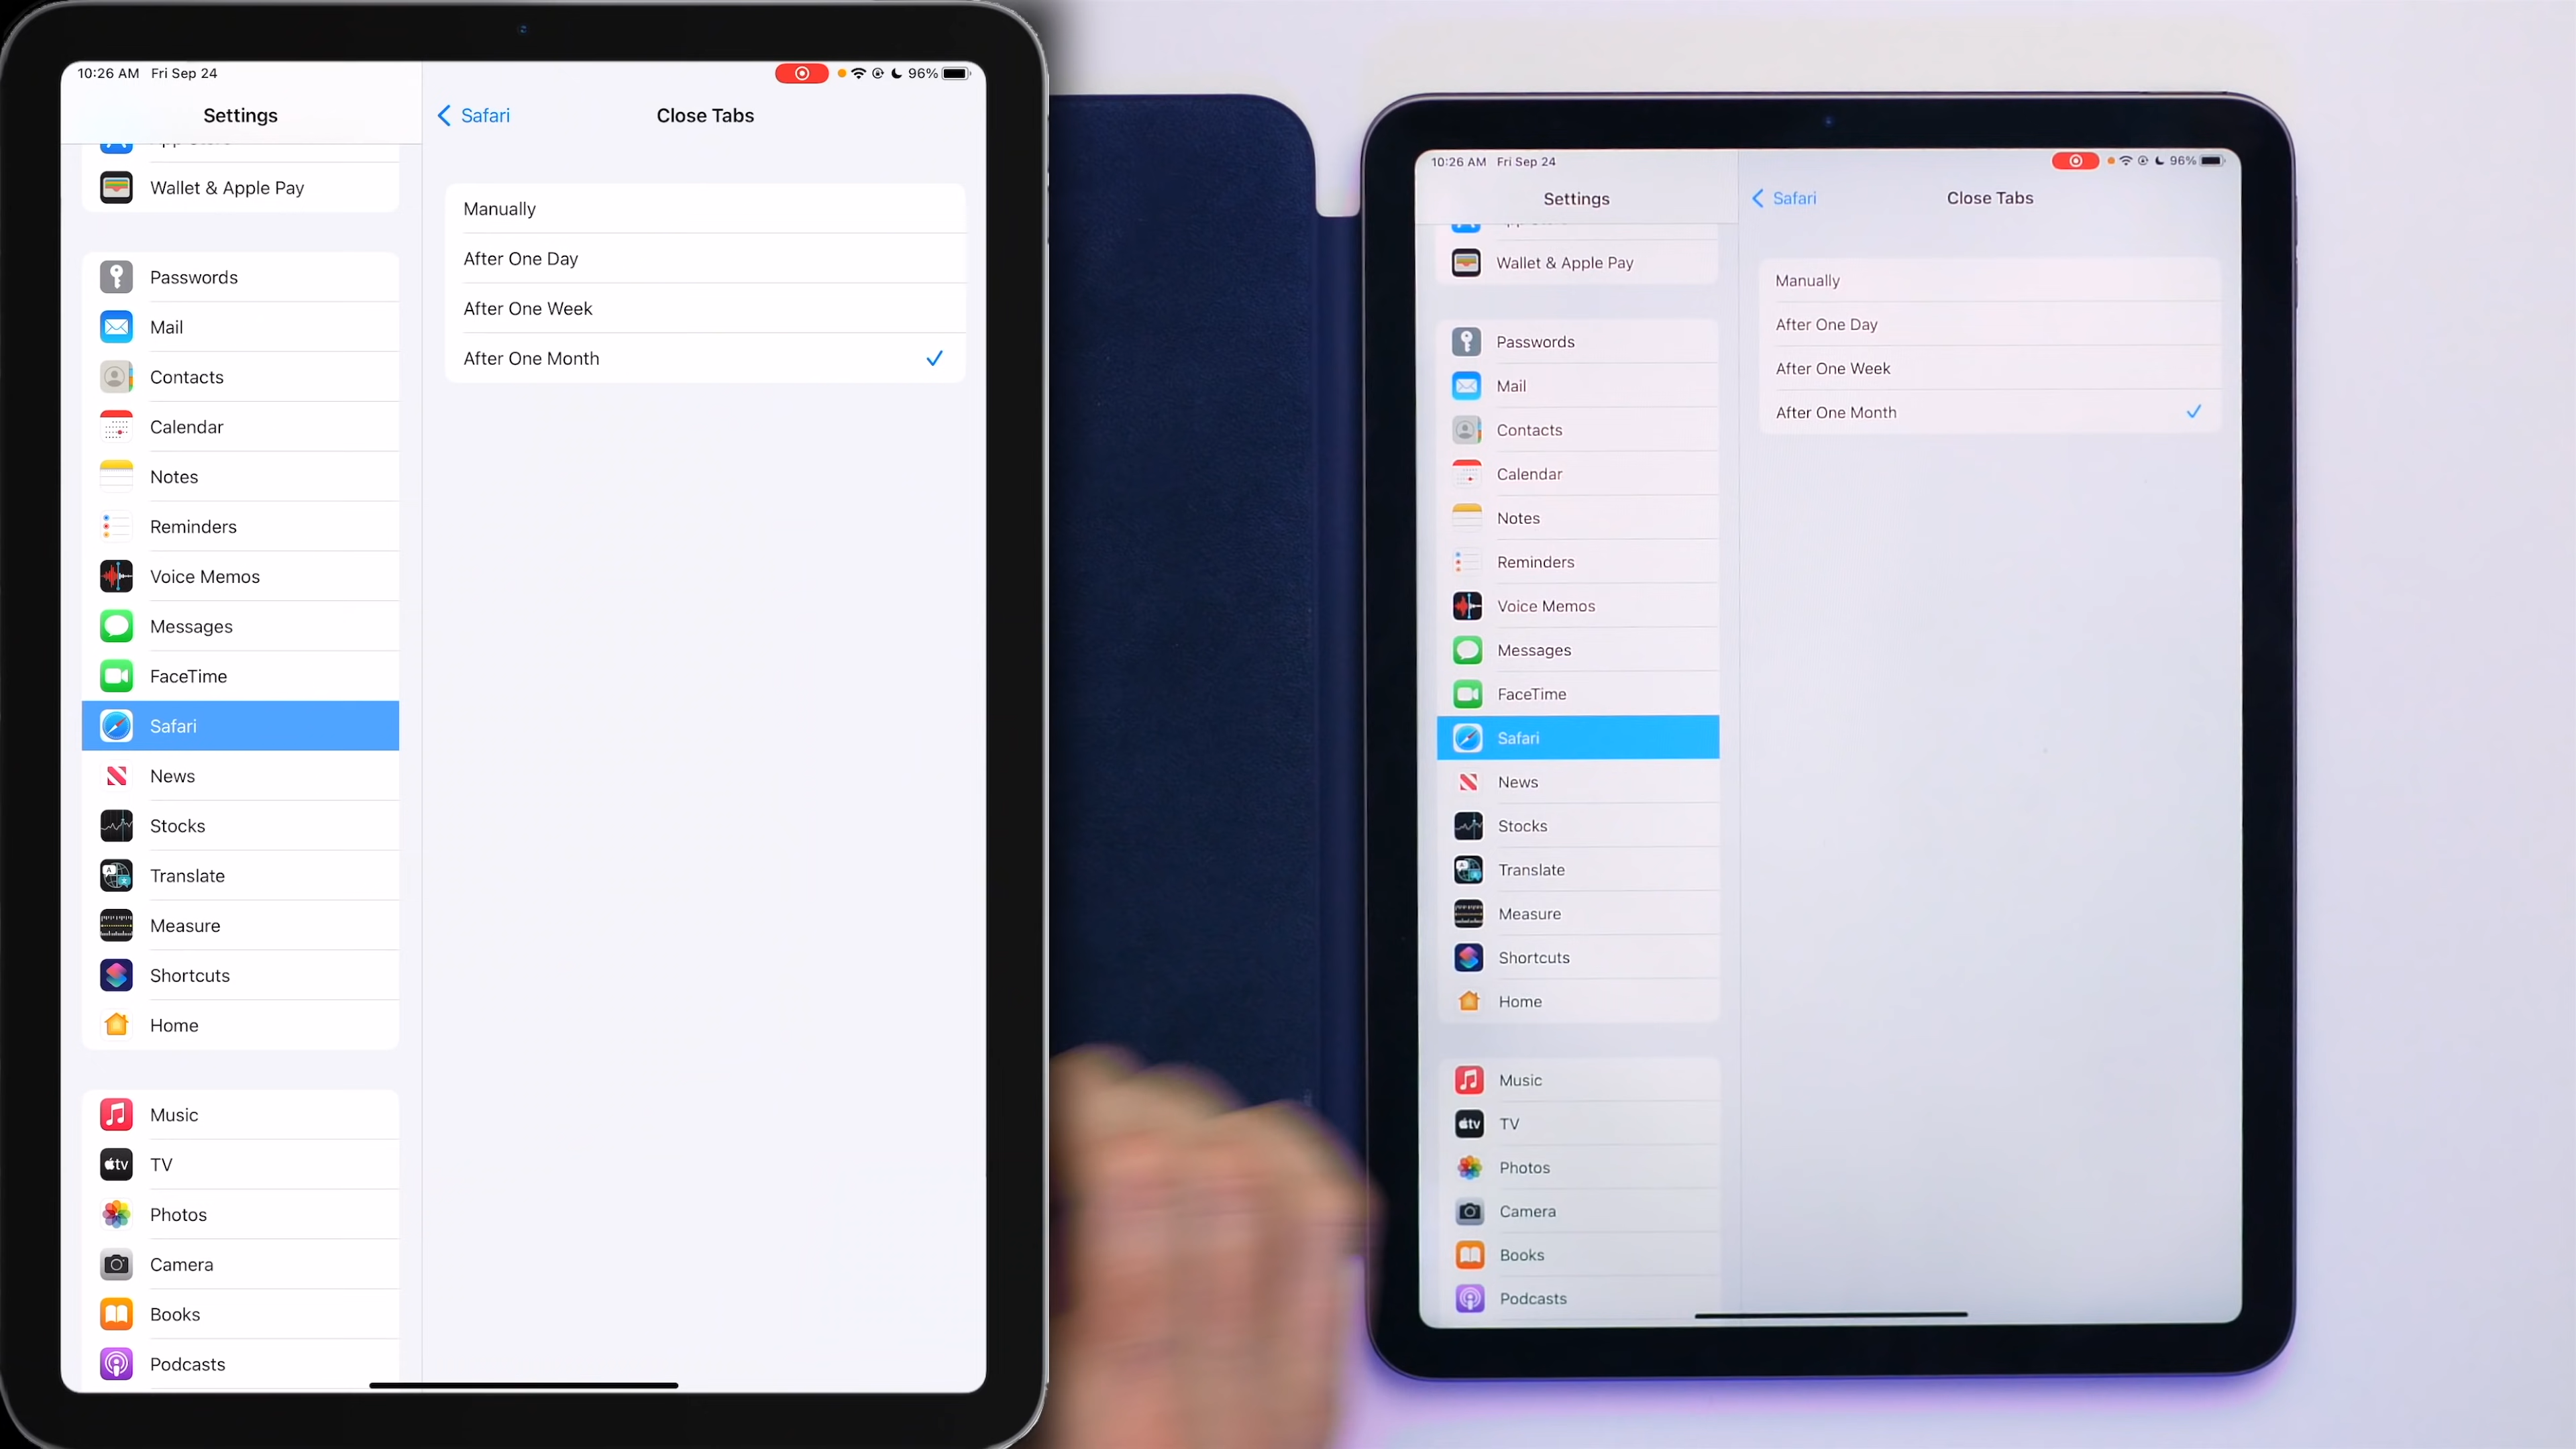 10:26 AM Fri Sep 24
96%
Settings
Wallet & Apple Pay
Passwords
Mail
Contacts
Calendar
Notes
Reminders
Voice Memos
Messages
FaceTime
Safari
News
Stocks
Translate
Measure
Shortcuts
Home
Music
tv
TV
Photos
Camera
Books
Podcasts
Safari
Close Tabs
Manually
After One Day
After One Week
After One Month
10:26 AM Fri Sep 24
96%
Settings
Wallet & Apple Pay
Passwords
Mail
Contacts
Calendar
Notes
Reminders
Voice Memos
Messages
FaceTime
Safari
News
Stocks
Translate
Measure
Shortcuts
Home
Music
tv
TV
Photos
Camera
Books
Podcasts
Safari
Close Tabs
Manually
After One Day
After One Week
After One Month